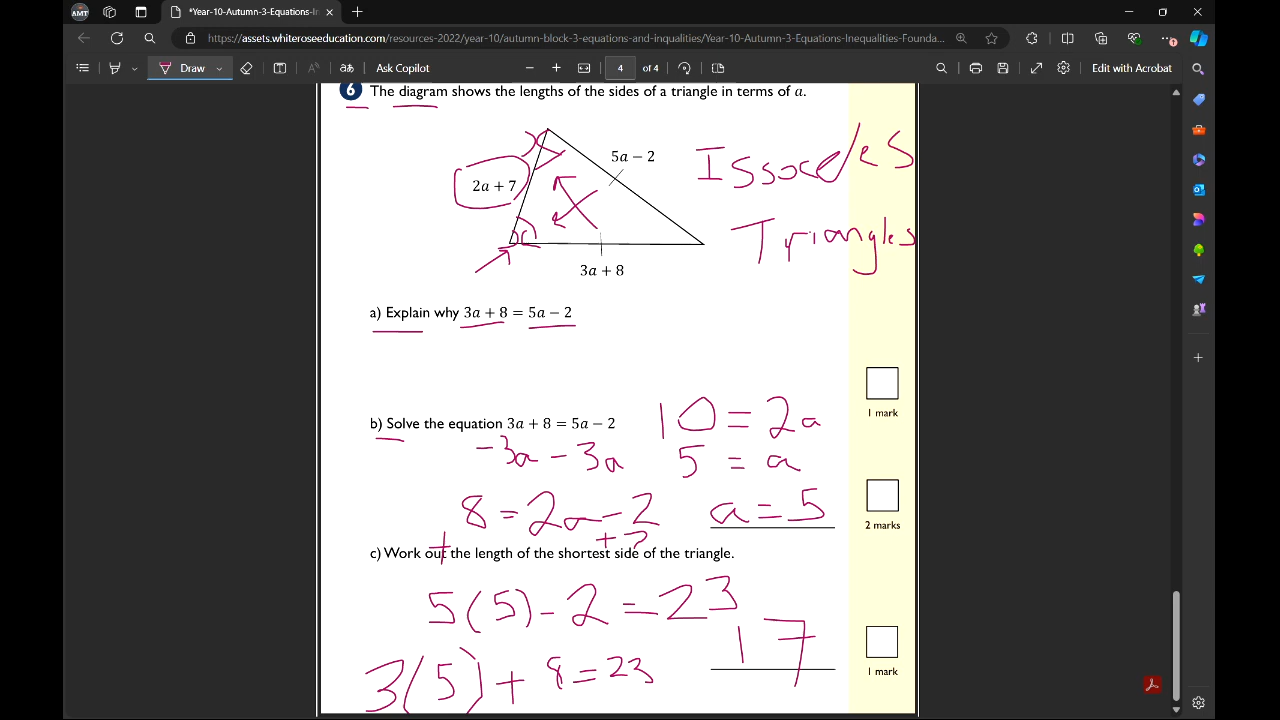 AMT
*Year-10-Autumn-3-Equations-In
https://assets.whiteroseeducation.com/resources-2022/year-10/autumn-block-3-equations-and-inqualities/Year-10-Autumn-3-Equations-Inequalities-Founda...
Draw
Ask Copilot
4 of 4
Edit with Acrobat
6 The diagram shows the lengths of the sides of a triangle in terms of a.
5a − 2
2a + 7
3a + 8
Issoceles
Triangles
a) Explain why 3a + 8 = 5a − 2
1 mark
b) Solve the equation 3a + 8 = 5a − 2
10 = 2a
-3a -3a
5 = a
8 = 2a - 2
a = 5
+ +2
2 marks
c) Work out the length of the shortest side of the triangle.
5(5) - 2 = 23
17
3(5) + 8 = 23
1 mark